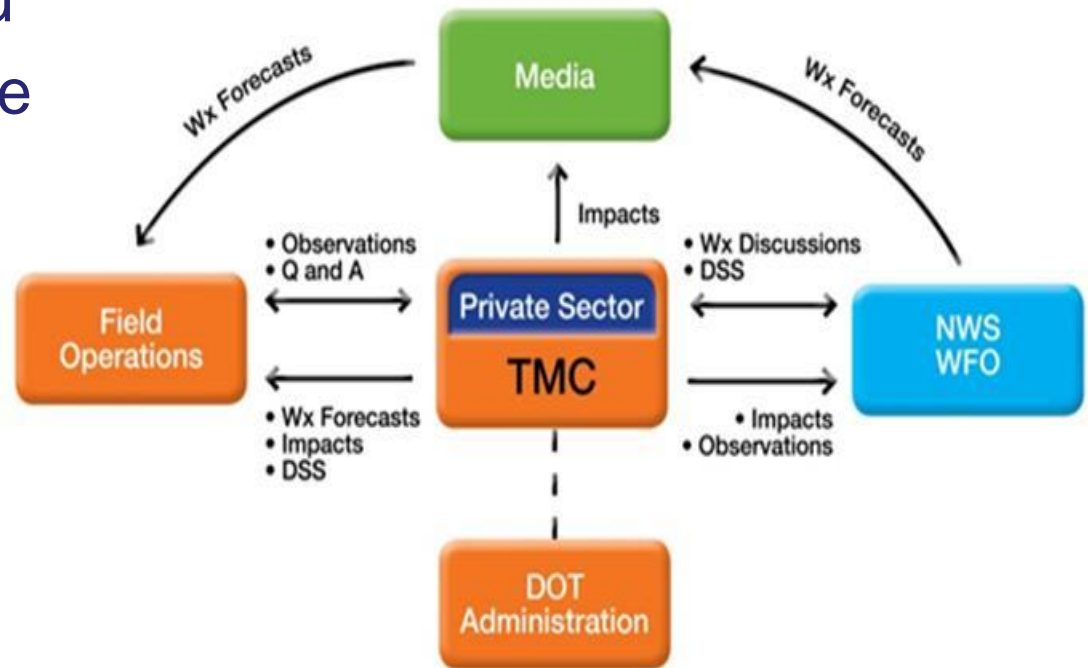 e
Media
Wx Forecasts
Wx Forecasts
Impacts
• Observations
• Q and A
• Wx Discussions
• DSS
Field
Operations
Private Sector
TMC
NWS
WFO
• Wx Forecasts
• Impacts
• DSS
• Impacts
• Observations
DOT
Administration